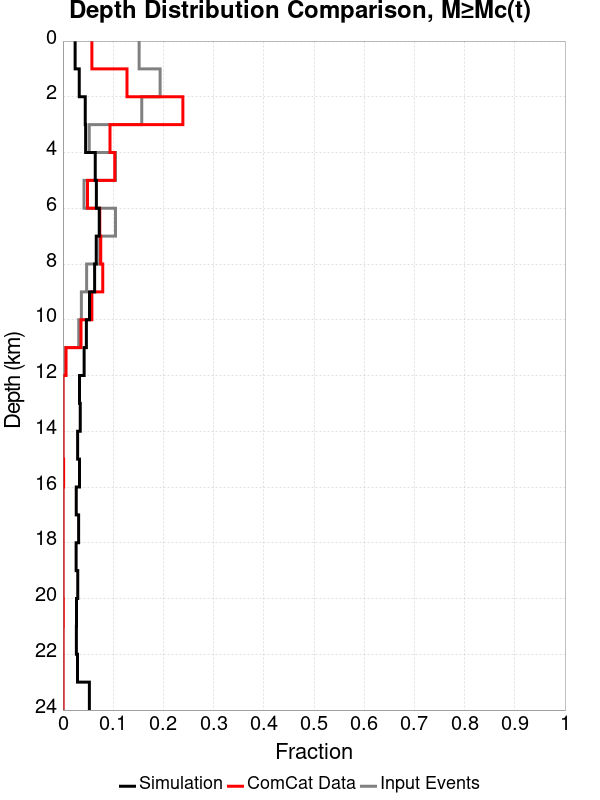 Depth Distribution Comparison, M≥Mc(t)
0
2
4
6
8
10
12
14
16
18
20
22
24
Depth (km)
0 0.1 0.2 0.3 0.4 0.5 0.6 0.7 0.8 0.9 1
Fraction
Simulation ComCat Data Input Events